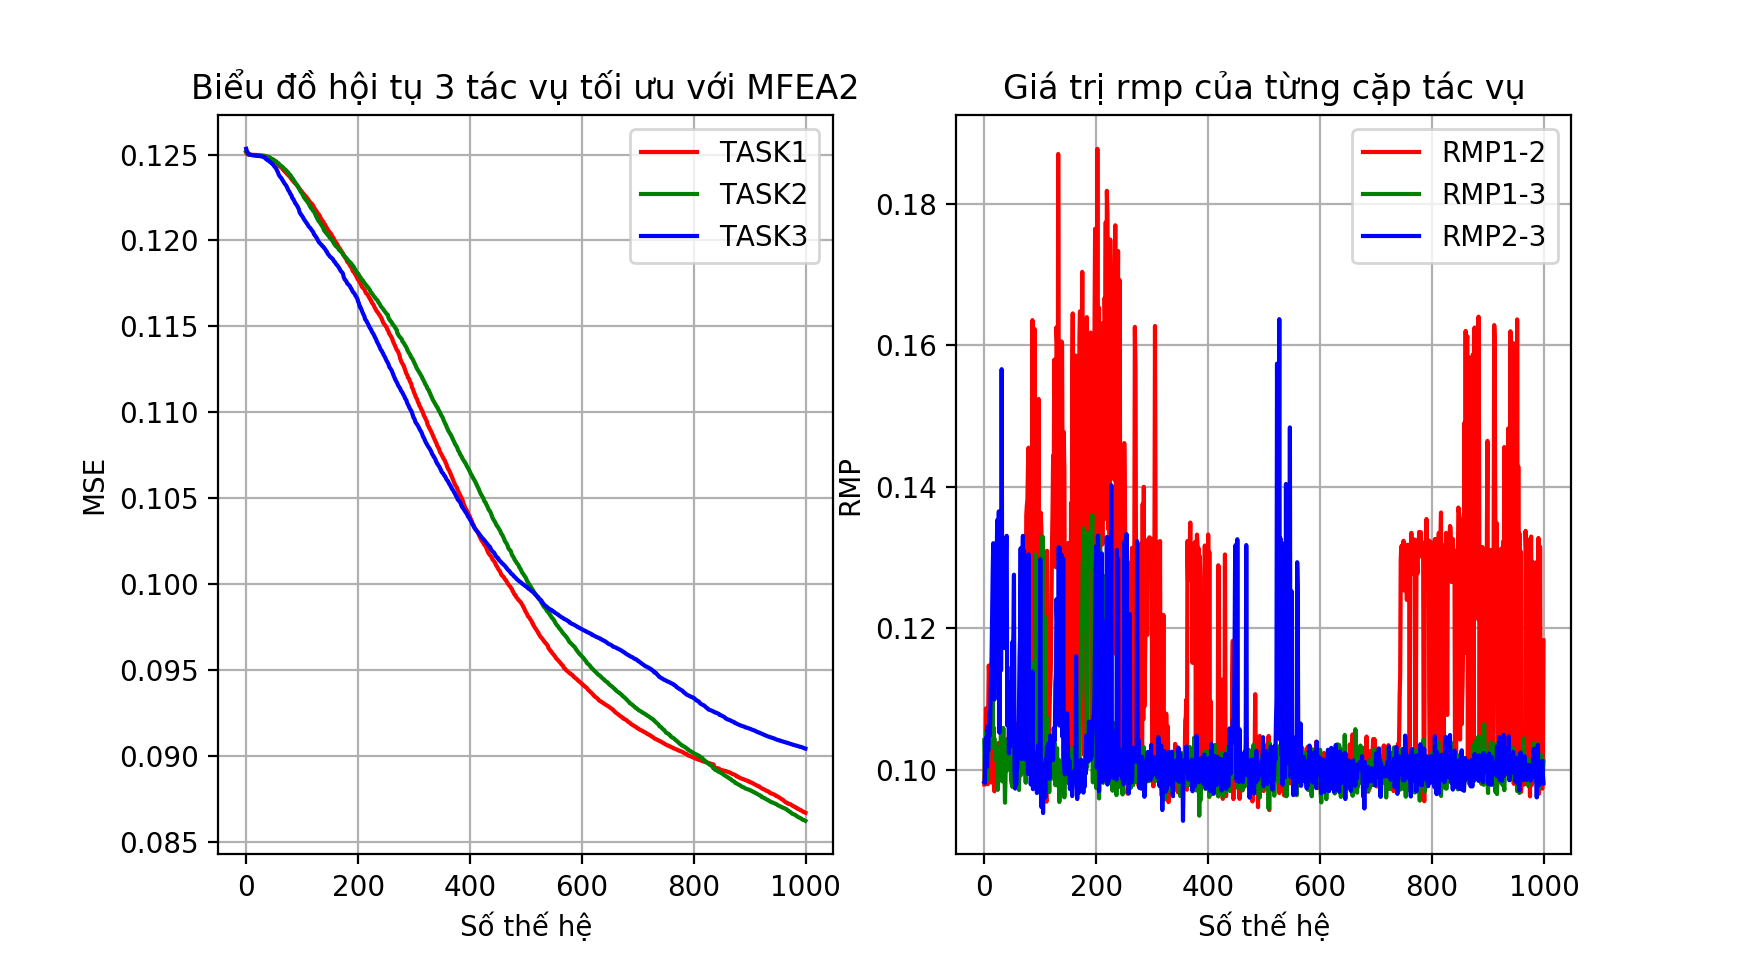 Biểu đồ hội tụ 3 tác vụ tối ưu với MFEA2
MSE
0.125
0.120
0.115
0.110
0.105
0.100
0.095
0.090
0.085
TASK1
TASK2
TASK3
0 200 400 600 800 1000
Số thế hệ
Giá trị rmp của từng cặp tác vụ
RMP
0.18
0.16
0.14
0.12
0.10
RMP1-2
RMP1-3
RMP2-3
0 200 400 600 800 1000
Số thế hệ